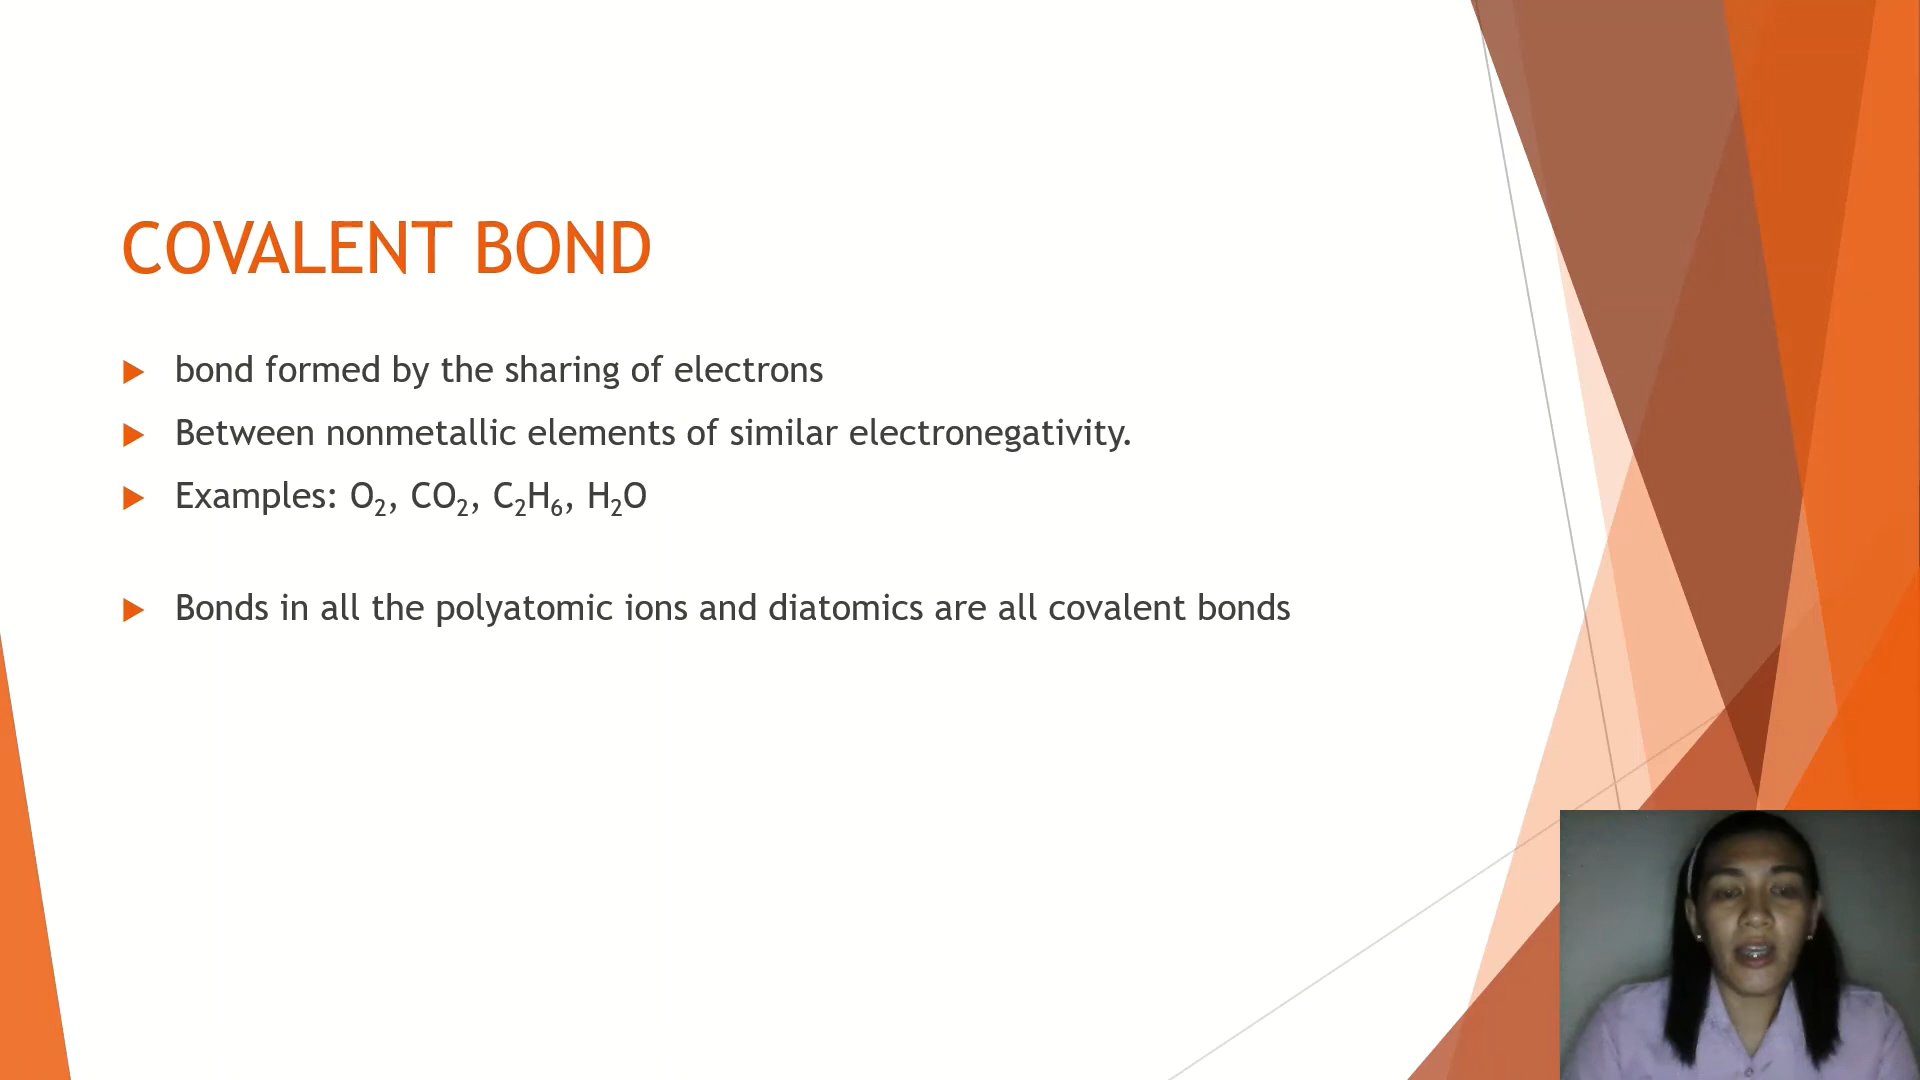 COVALENT BOND
bond formed by the sharing of electrons
Between nonmetallic elements of similar electronegativity.
Examples: O₂, CO₂, C₂H₆, H₂O
Bonds in all the polyatomic ions and diatomics are all covalent bonds